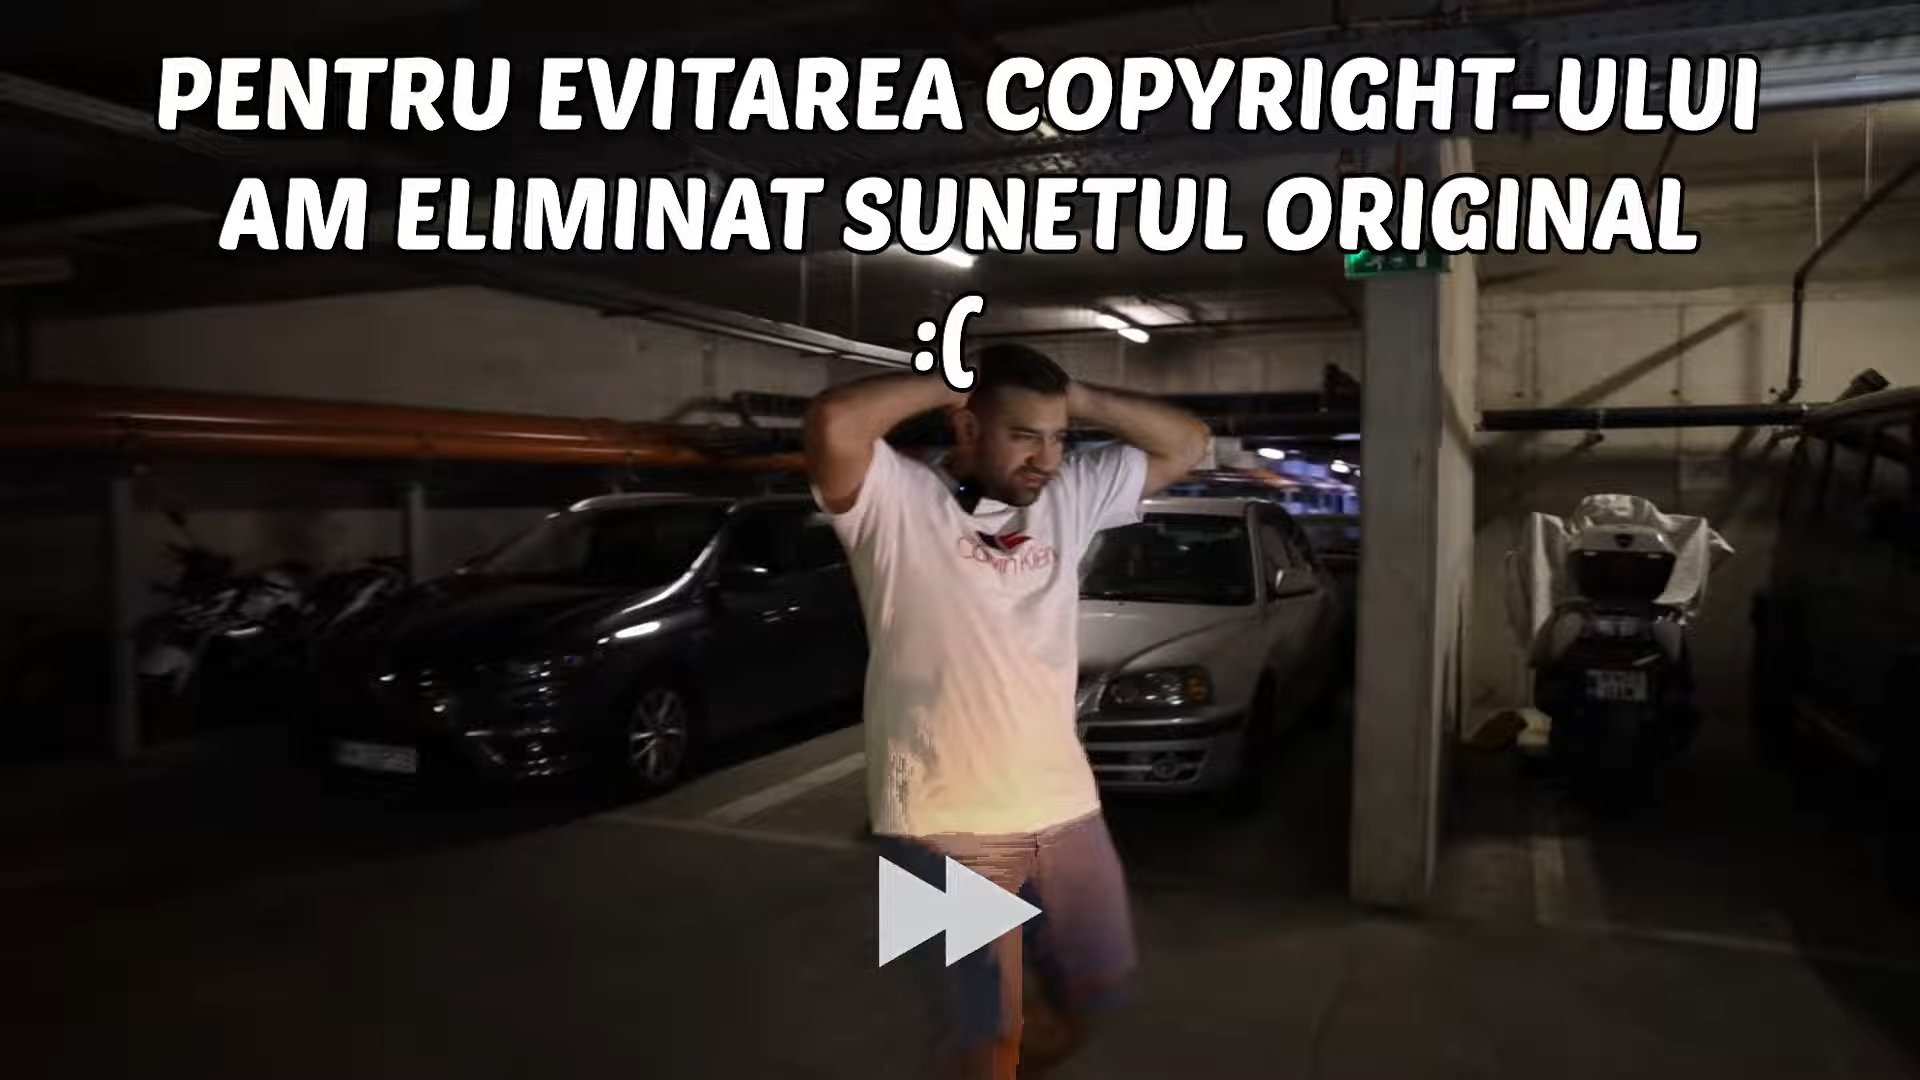 PENTRU EVITAREA COPYRIGHT-ULUI
AM ELIMINAT SUNETUL ORIGINAL
:(
Calvin Klein